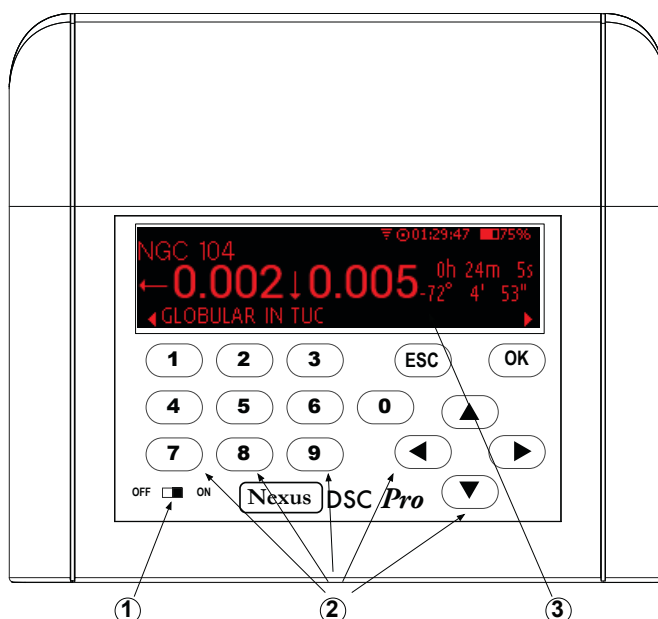 01:29:47 75%
NGC 104
←0.002↓0.005 0h 24m 5s
-72° 4' 53"
◀ GLOBULAR IN TUC ▶
1 2 3 ESC OK
4 5 6 0 ▲
7 8 9 ◀ ▶
OFF ON Nexus DSC Pro ▼
1 2 3